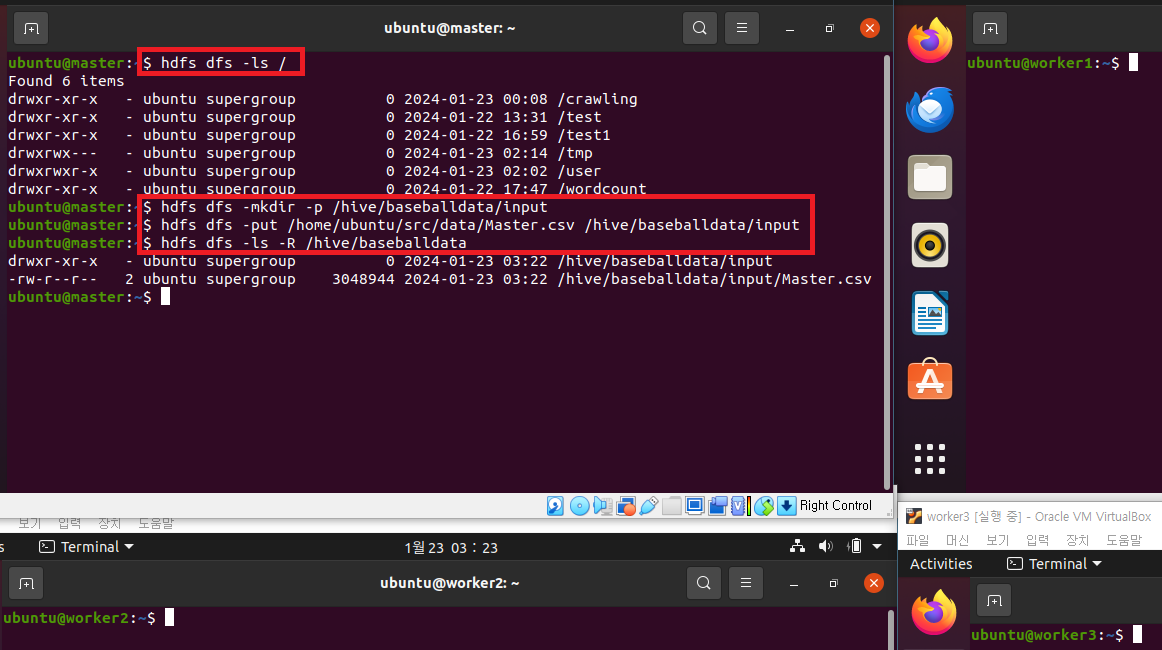 ubuntu@master: ~
ubuntu@master:~$ hdfs dfs -ls /
Found 6 items
drwxr-xr-x   - ubuntu supergroup          0 2024-01-23 00:08 /crawling
drwxr-xr-x   - ubuntu supergroup          0 2024-01-22 13:31 /test
drwxr-xr-x   - ubuntu supergroup          0 2024-01-22 16:59 /test1
drwxrwx---   - ubuntu supergroup          0 2024-01-23 02:14 /tmp
drwxrwxr-x   - ubuntu supergroup          0 2024-01-23 02:02 /user
drwxr-xr-x   - ubuntu supergroup          0 2024-01-22 17:47 /wordcount
ubuntu@master:~$ hdfs dfs -mkdir -p /hive/baseballdata/input
ubuntu@master:~$ hdfs dfs -put /home/ubuntu/src/data/Master.csv /hive/baseballdata/input
ubuntu@master:~$ hdfs dfs -ls -R /hive/baseballdata
drwxr-xr-x   - ubuntu supergroup          0 2024-01-23 03:22 /hive/baseballdata/input
-rw-r--r--   2 ubuntu supergroup    3048944 2024-01-23 03:22 /hive/baseballdata/input/Master.csv
ubuntu@master:~$
ubuntu@worker1:~$
Right Control
보기 입력 장치 도움말
Terminal
1월 23 03 : 23
ubuntu@worker2: ~
ubuntu@worker2:~$
worker3 [실행 중] - Oracle VM VirtualBox
파일 머신 보기 입력 장치 도움말
Activities Terminal
ubuntu@worker3:~$